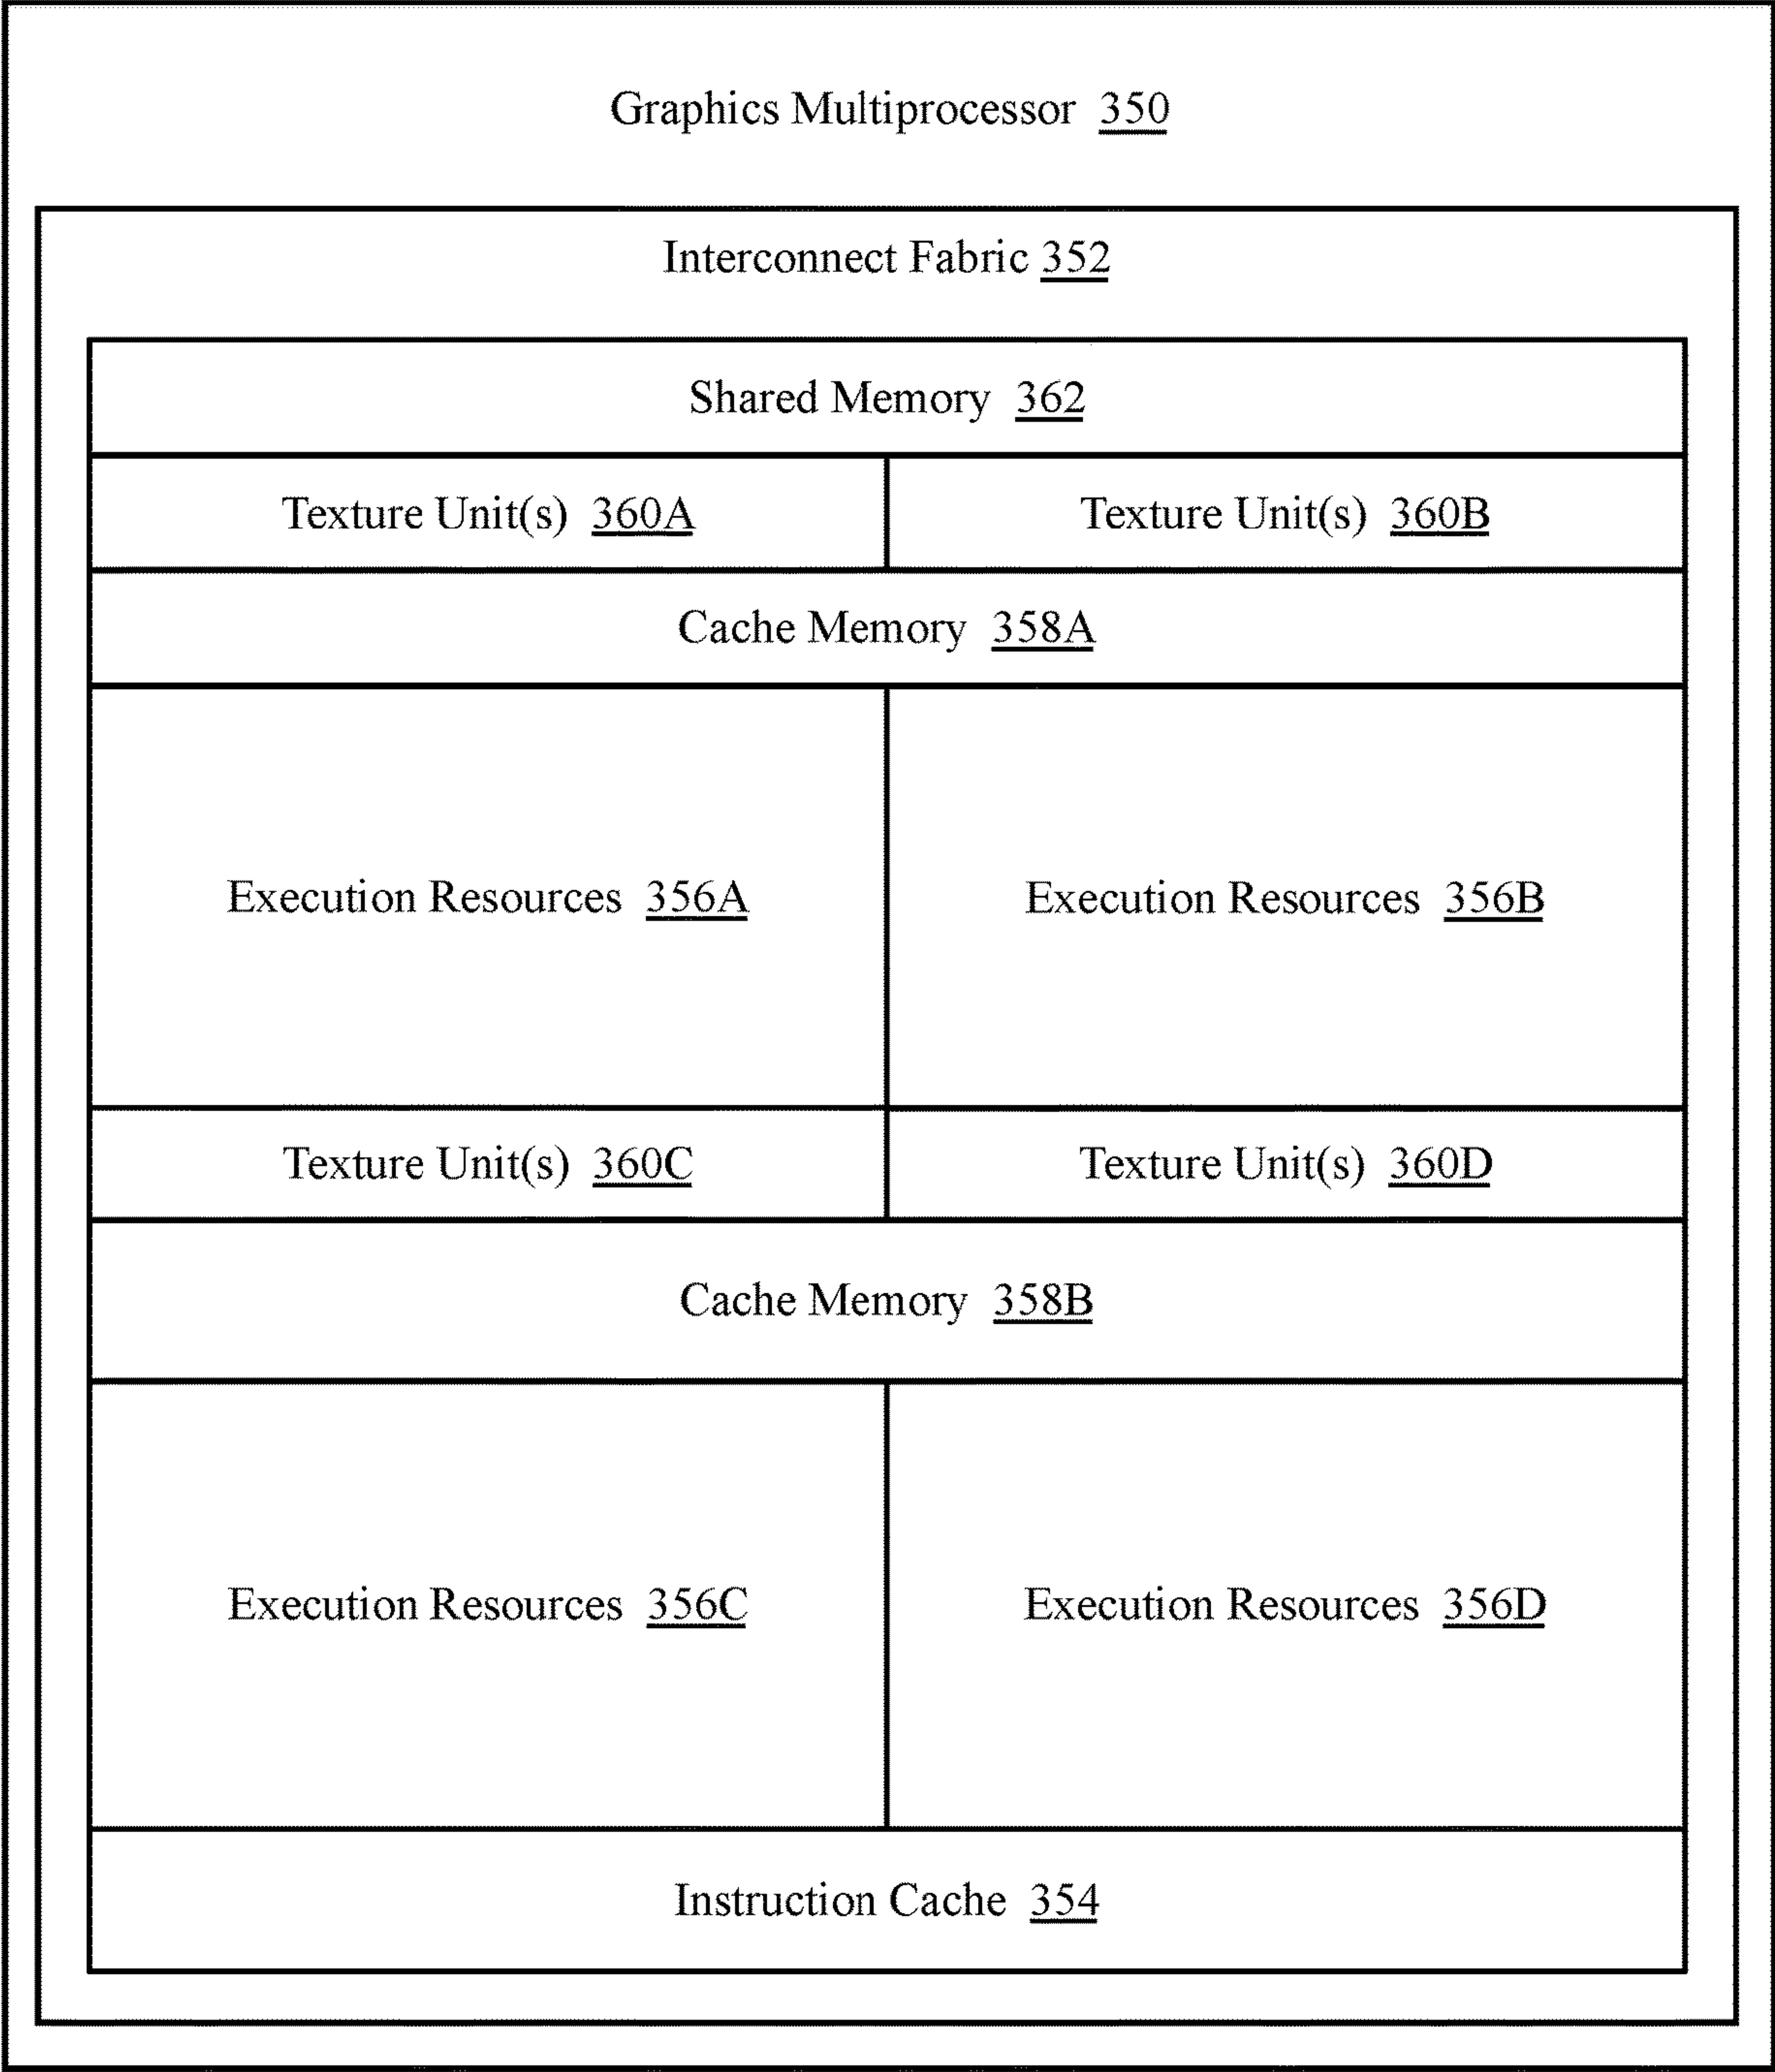 Graphics Multiprocessor 350
Interconnect Fabric 352
Shared Memory 362
Texture Unit(s) 360A
Texture Unit(s) 360B
Cache Memory 358A
Execution Resources 356A
Execution Resources 356B
Texture Unit(s) 360C
Texture Unit(s) 360D
Cache Memory 358B
Execution Resources 356C
Execution Resources 356D
Instruction Cache 354